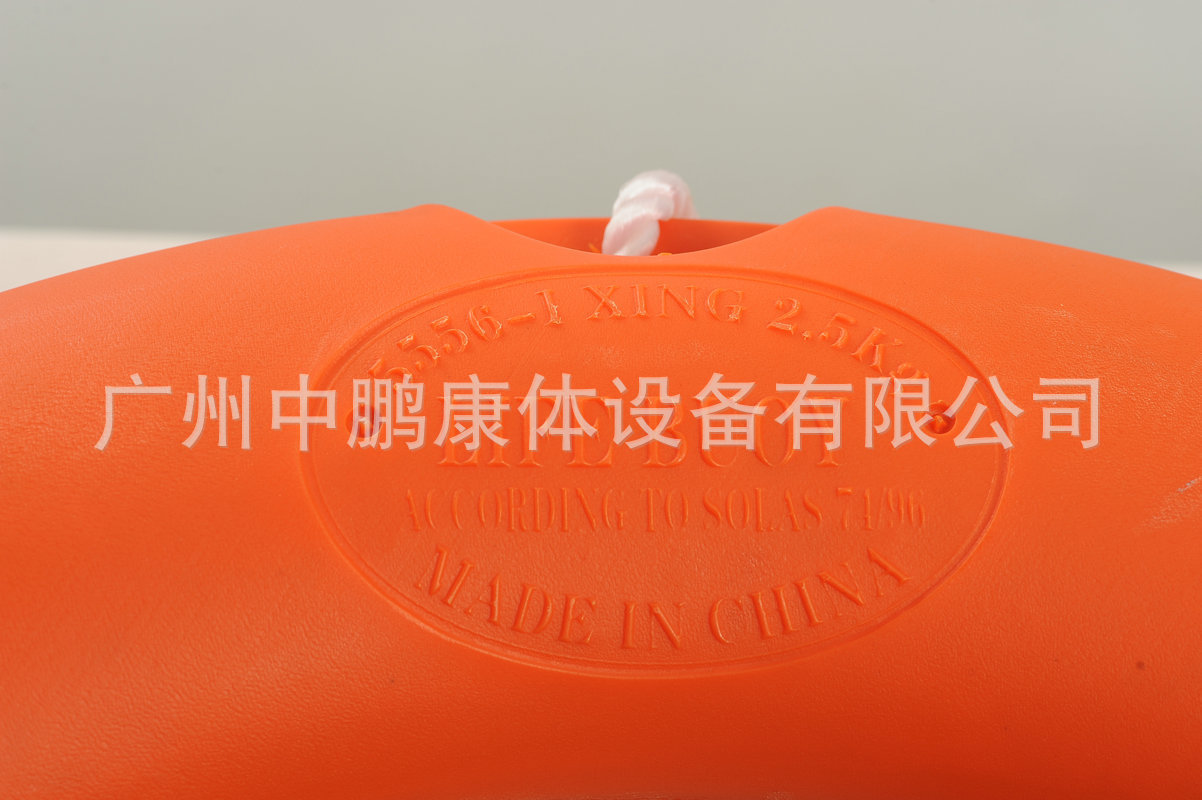 5556-1 XING 2.5Kg
广州中鹏康体设备有限公司
LIFE BUOY
ACCORDING TO SOLAS 74/96
MADE IN CHINA